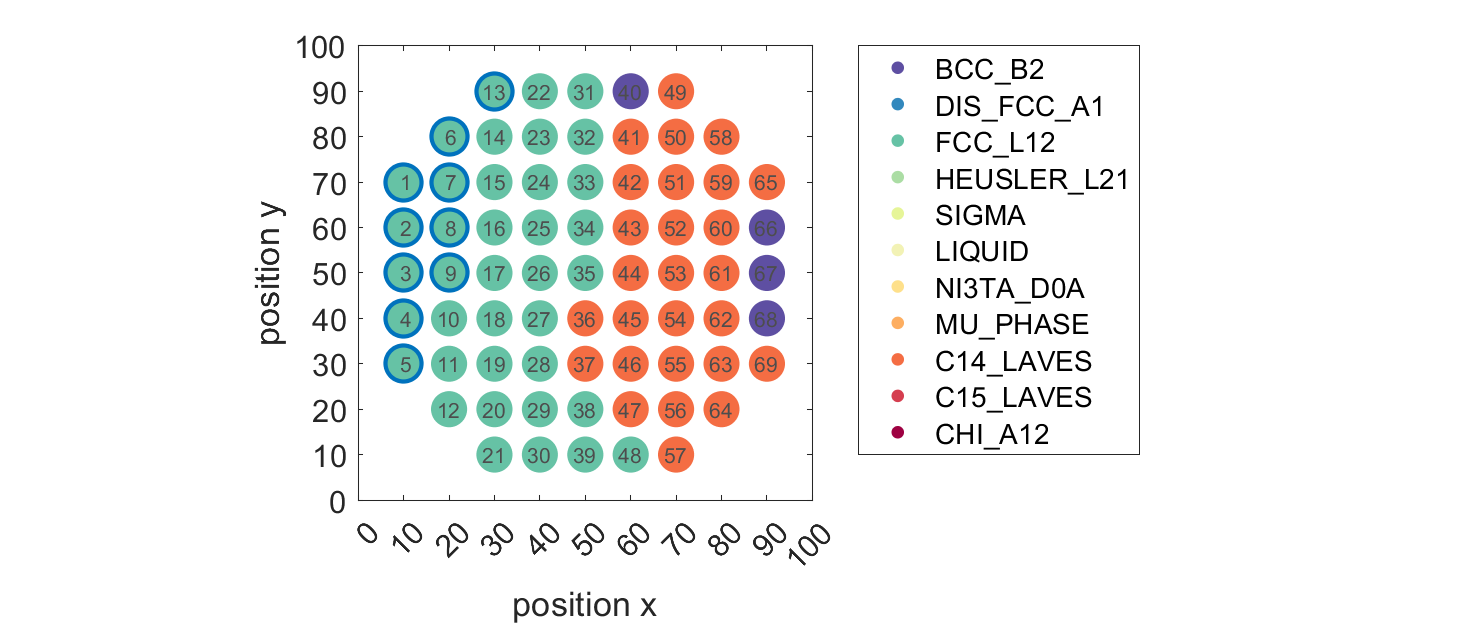 100
90
80
70
60
50
40
30
20
10
0
position y
13 22 31 40 49
6 14 23 32 41 50 58
1 7 15 24 33 42 51 59 65
2 8 16 25 34 43 52 60 66
3 9 17 26 35 44 53 61 67
4 10 18 27 36 45 54 62 68
5 11 19 28 37 46 55 63 69
12 20 29 38 47 56 64
21 30 39 48 57
0 10 20 30 40 50 60 70 80 90 100
position x
BCC_B2
DIS_FCC_A1
FCC_L12
HEUSLER_L21
SIGMA
LIQUID
NI3TA_D0A
MU_PHASE
C14_LAVES
C15_LAVES
CHI_A12